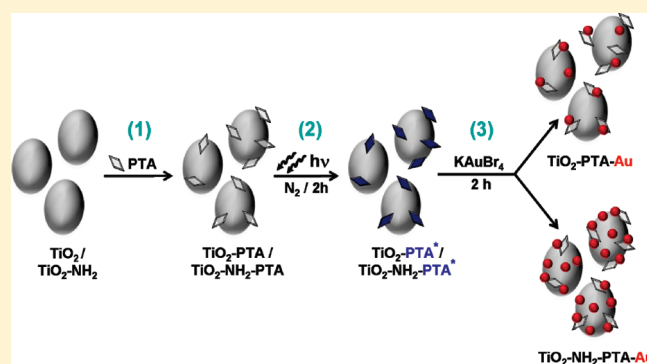 (1)
PTA
(2)
hν
N₂ / 2h
(3)
KAuBr₄
2 h
TiO₂ /
TiO₂-NH₂
TiO₂-PTA /
TiO₂-NH₂-PTA
TiO₂-PTA*/
TiO₂-NH₂-PTA*
TiO₂-PTA-Au
TiO₂-NH₂-PTA-Au